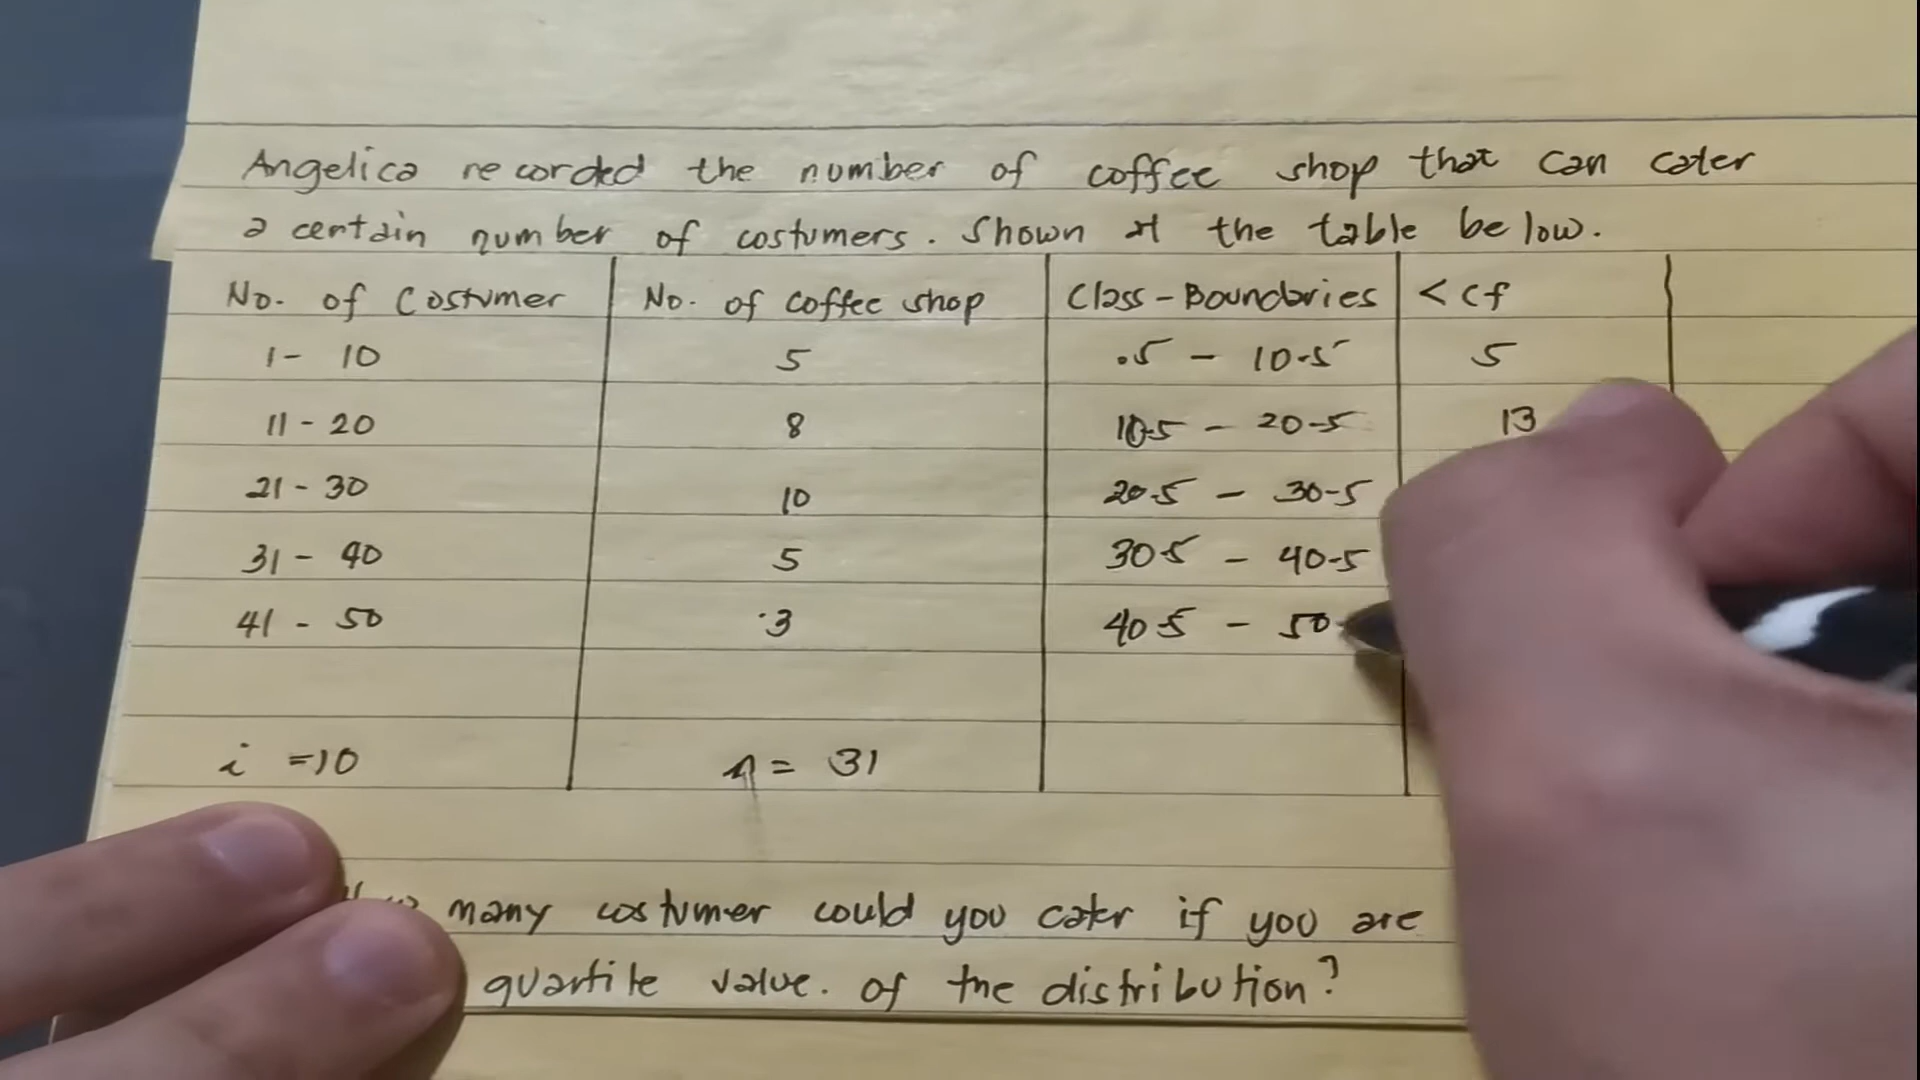 Angelica recorded the number of coffee shop that can cater
a certain number of costumers. Shown at the table below.
No. of Costumer No. of coffee shop Class-Boundaries <cf
1 - 10 5 .5 - 10.5 5
11 - 20 8 10.5 - 20.5 13
21 - 30 10 20.5 - 30.5
31 - 40 5 30.5 - 40.5
41 - 50 3 40.5 - 50
i = 10 n = 31
many costumer could you cater if you are
quartile value. of the distribution?